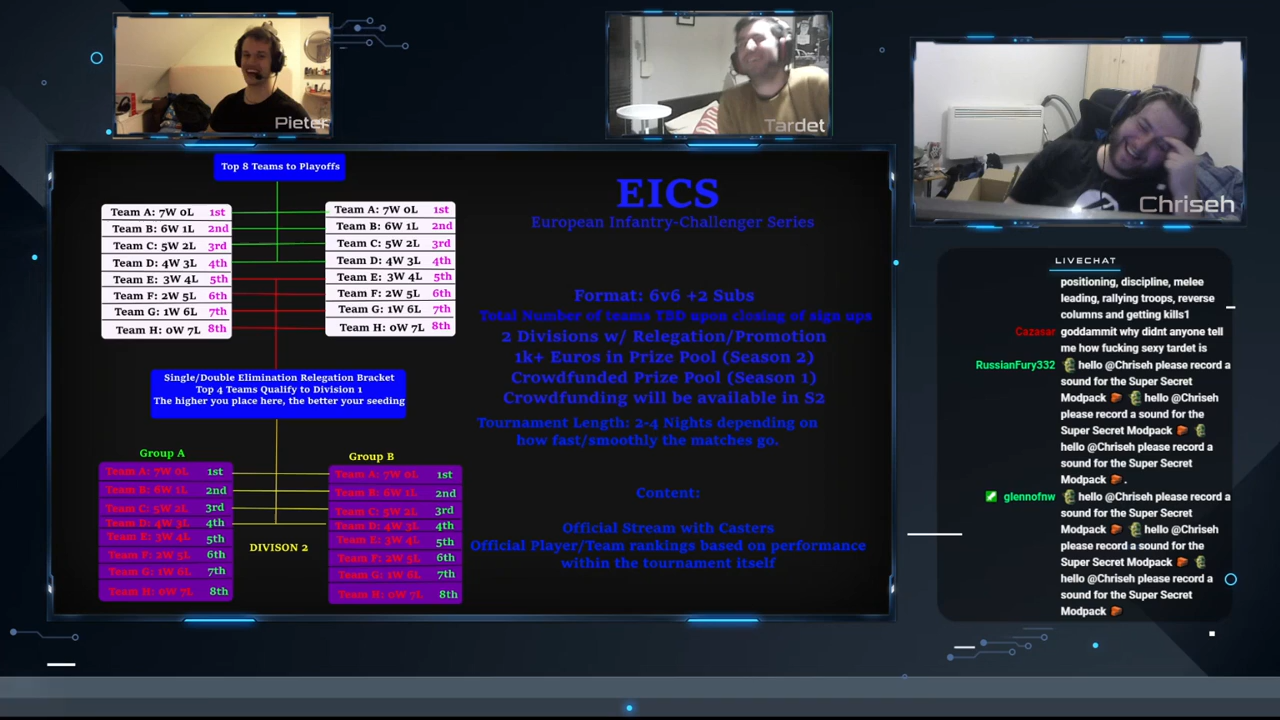 Pieter
Tardet
Chriseh
Top 8 Teams to Playoffs
Team A: 7W 0L 1st
Team B: 6W 1L 2nd
Team C: 5W 2L 3rd
Team D: 4W 3L 4th
Team E: 3W 4L 5th
Team F: 2W 5L 6th
Team G: 1W 6L 7th
Team H: 0W 7L 8th
Team A: 7W 0L 1st
Team B: 6W 1L 2nd
Team C: 5W 2L 3rd
Team D: 4W 3L 4th
Team E: 3W 4L 5th
Team F: 2W 5L 6th
Team G: 1W 6L 7th
Team H: 0W 7L 8th
Single/Double Elimination Relegation Bracket
Top 4 Teams Qualify to Division 1
The higher you place here, the better your seeding
Group A
Team A: 7W 0L 1st
Team B: 6W 1L 2nd
Team C: 5W 2L 3rd
Team D: 4W 3L 4th
Team E: 3W 4L 5th
Team F: 2W 5L 6th
Team G: 1W 6L 7th
Team H: 0W 7L 8th
Group B
Team A: 7W 0L 1st
Team B: 6W 1L 2nd
Team C: 5W 2L 3rd
Team D: 4W 3L 4th
Team E: 3W 4L 5th
Team F: 2W 5L 6th
Team G: 1W 6L 7th
Team H: 0W 7L 8th
DIVISON 2
EICS
European Infantry-Challenger Series
Format: 6v6 +2 Subs
Total Number of teams TBD upon closing of sign ups
2 Divisions w/ Relegation/Promotion
1k+ Euros in Prize Pool (Season 2)
Crowdfunded Prize Pool (Season 1)
Crowdfunding will be available in S2
Tournament Length: 2-4 Nights depending on
how fast/smoothly the matches go.
Content:
Official Stream with Casters
Official Player/Team rankings based on performance
within the tournament itself
LIVECHAT
positioning, discipline, melee
leading, rallying troops, reverse
columns and getting kills1
Cazasar goddammit why didnt anyone tell
me how fucking sexy tardet is
RussianFury332 hello @Chriseh please record a
sound for the Super Secret
Modpack hello @Chriseh
please record a sound for the
Super Secret Modpack
hello @Chriseh please record a
sound for the Super Secret
Modpack .
glennofnw hello @Chriseh please record a
sound for the Super Secret
Modpack hello @Chriseh
please record a sound for the
Super Secret Modpack
hello @Chriseh please record a
sound for the Super Secret
Modpack